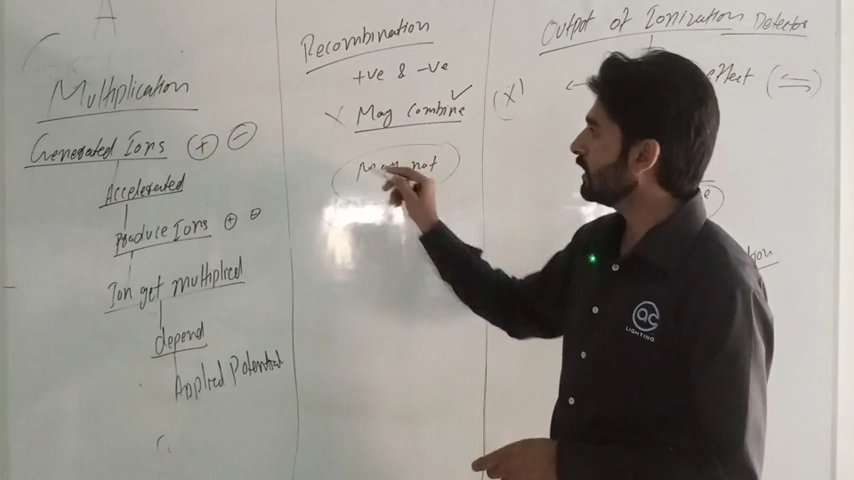 A
Multiplication
Generated Ions + -
Accelerated
Produce Ions + -
Ion get multiplied
depend
Applied Potential
Recombination
+ve & -ve
May Combine ✓
May not
Output of Ionization Detector
(X)
effect (⇌)
ac
LIGHTING